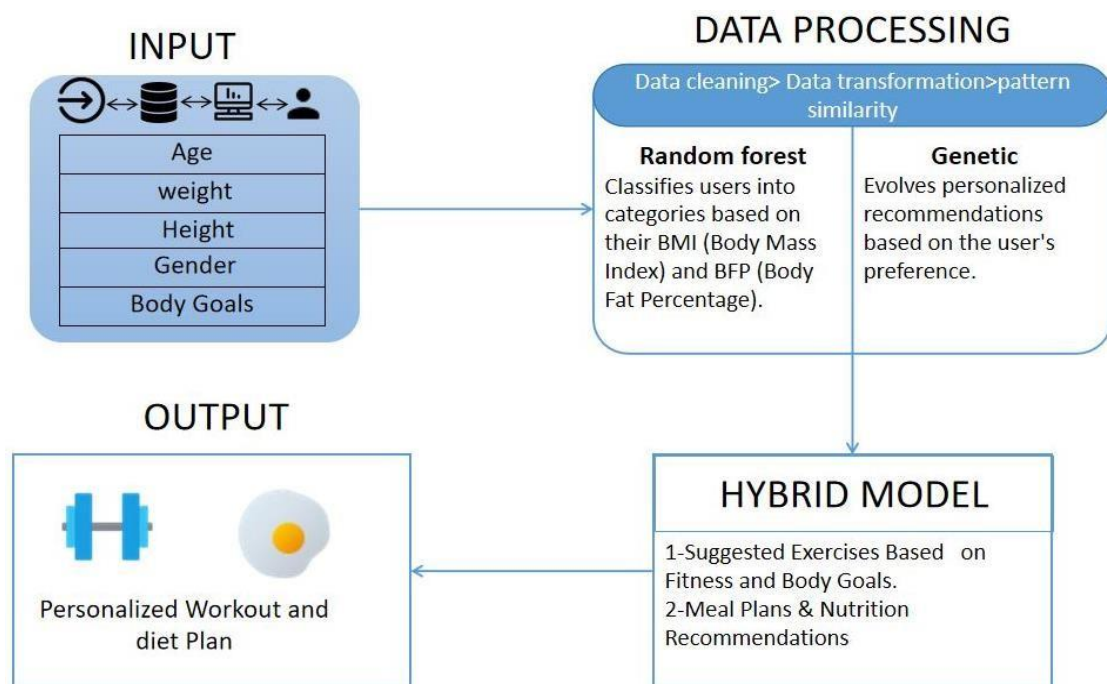 INPUT
Age
weight
Height
Gender
Body Goals
DATA PROCESSING
Data cleaning> Data transformation>pattern
similarity
Random forest
Classifies users into
categories based on
their BMI (Body Mass
Index) and BFP (Body
Fat Percentage).
Genetic
Evolves personalized
recommendations
based on the user's
preference.
HYBRID MODEL
1-Suggested Exercises Based on
Fitness and Body Goals.
2-Meal Plans & Nutrition
Recommendations
OUTPUT
Personalized Workout and
diet Plan